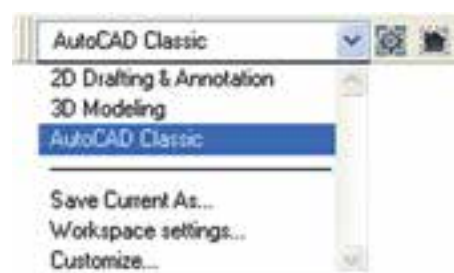 AutoCAD Classic
2D Drafting & Annotation
3D Modeling
AutoCAD Classic
Save Current As...
Workspace settings...
Customize...